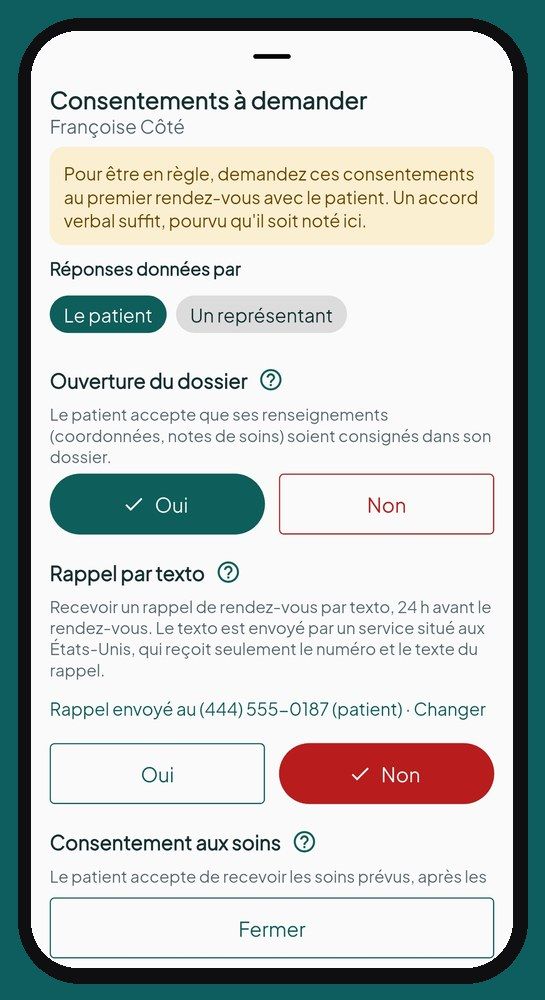 Consentements à demander
Françoise Côté
Pour être en règle, demandez ces consentements
au premier rendez-vous avec le patient. Un accord
verbal suffit, pourvu qu'il soit noté ici.
Réponses données par
Le patient
Un représentant
Ouverture du dossier ?
Le patient accepte que ses renseignements
(coordonnées, notes de soins) soient consignés dans son
dossier.
Oui
Non
Rappel par texto ?
Recevoir un rappel de rendez-vous par texto, 24 h avant le
rendez-vous. Le texto est envoyé par un service situé aux
États-Unis, qui reçoit seulement le numéro et le texte du
rappel.
Rappel envoyé au (444) 555-0187 (patient) · Changer
Oui
Non
Consentement aux soins ?
Le patient accepte de recevoir les soins prévus, après les
Fermer